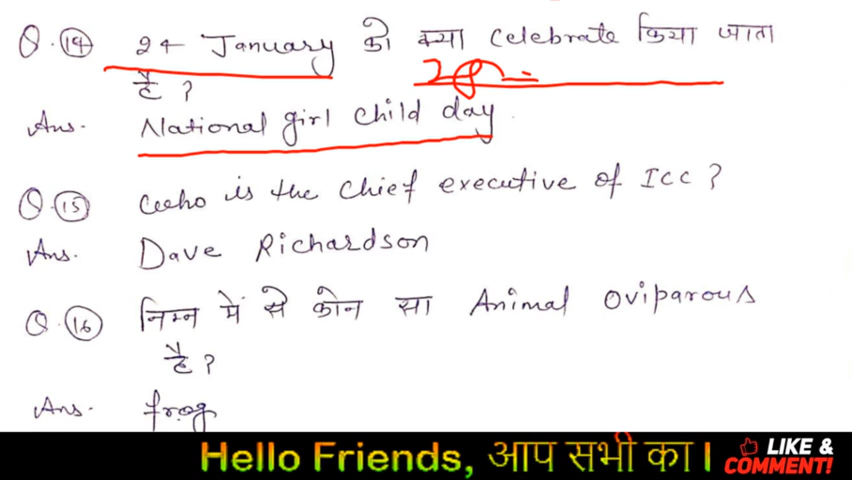 Q.14 24 January को क्या celebrate किया जाता
है ?
Ans. National girl child day
Q.15 Who is the chief executive of ICC ?
Ans. Dave Richardson
Q.16 निम्न में से कोन सा Animal Oviparous
है ?
Ans. frog
Hello Friends, आप सभी का
LIKE &
COMMENT!